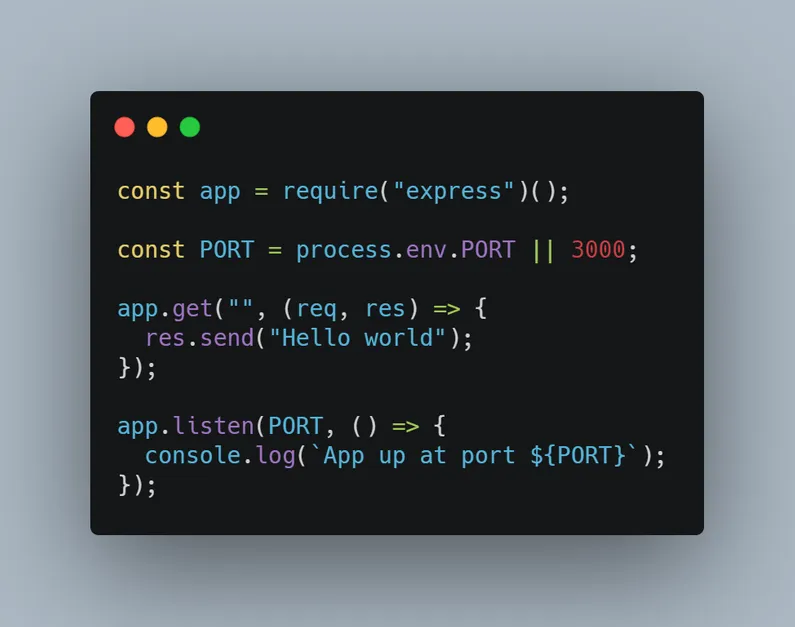 const app = require("express")();
const PORT = process.env.PORT || 3000;
app.get("", (req, res) => {
  res.send("Hello world");
});
app.listen(PORT, () => {
  console.log(`App up at port ${PORT}`);
});